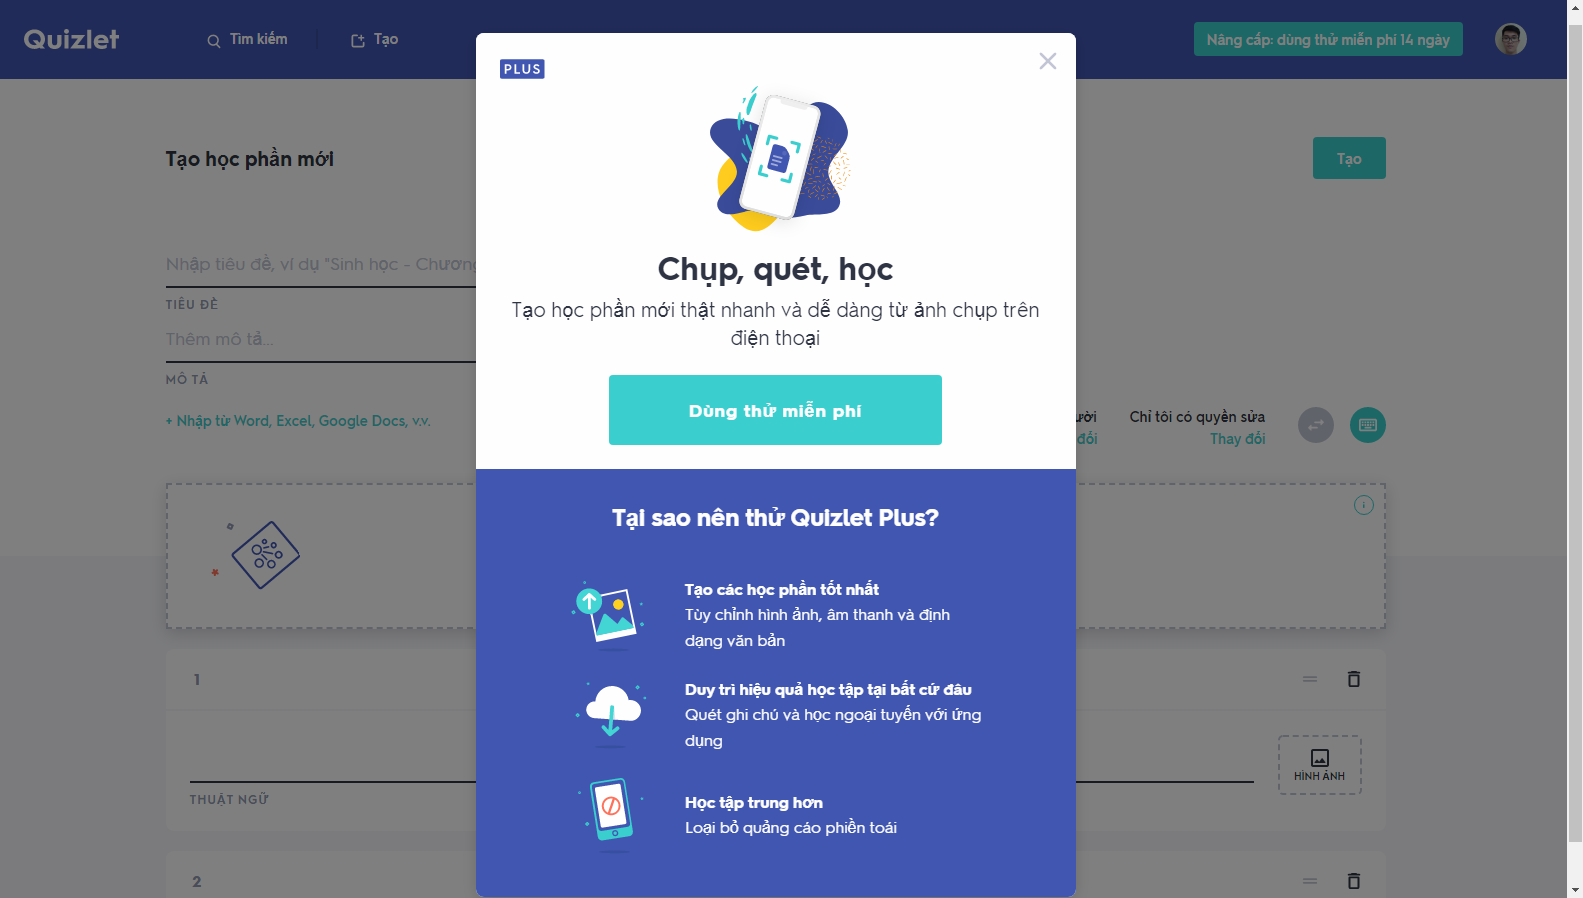 Quizlet
Tìm kiếm
Tạo
Nâng cấp: dùng thử miễn phí 14 ngày
PLUS
Tạo học phần mới
Tạo
Chụp, quét, học
Tạo học phần mới thật nhanh và dễ dàng từ ảnh chụp trên
điện thoại
Nhập tiêu đề, ví dụ "Sinh học - Chương
TIÊU ĐỀ
Thêm mô tả...
MÔ TẢ
Dùng thử miễn phí
+ Nhập từ Word, Excel, Google Docs, v.v.
ười
đổi
Chỉ tôi có quyền sửa
Thay đổi
Tại sao nên thử Quizlet Plus?
Tạo các học phần tốt nhất
Tùy chỉnh hình ảnh, âm thanh và định
dạng văn bản
Duy trì hiệu quả học tập tại bất cứ đâu
Quét ghi chú và học ngoại tuyến với ứng
dụng
Học tập trung hơn
Loại bỏ quảng cáo phiền toái
1
THUẬT NGỮ
HÌNH ẢNH
2